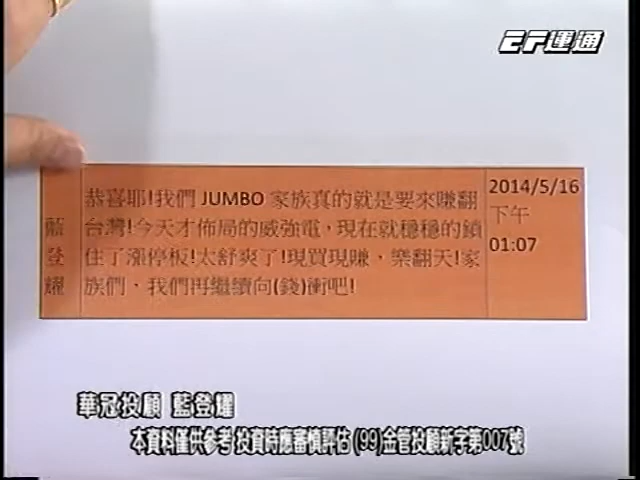 EF運通
恭喜耶!我們 JUMBO 家族真的就是要來賺翻
台灣!今天才佈局的威強電，現在就穩穩的鎖
住了漲停板!太舒爽了!現買現賺，樂翻天!家
族們，我們再繼續向(錢)衝吧!
藍登耀
2014/5/16
下午
01:07
華冠投顧 藍登耀
本資料僅供參考 投資時應審慎評估 (99)金管投顧新字第007號